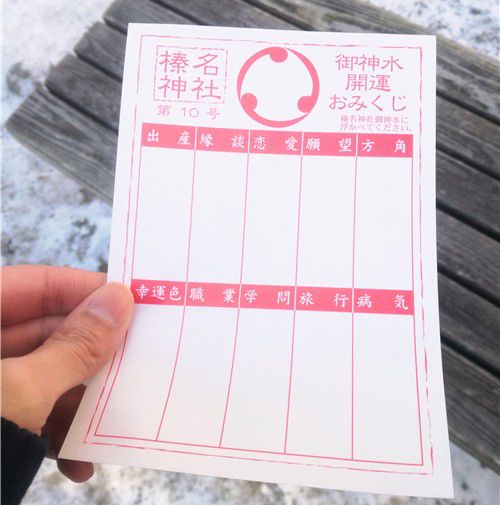 榛名
神社
第10号
御神水
開運
おみくじ
榛名神社御神水に
浮かべてください。
出産 縁談 恋愛 願望 方角
幸運色 職業 学問 旅行 病気